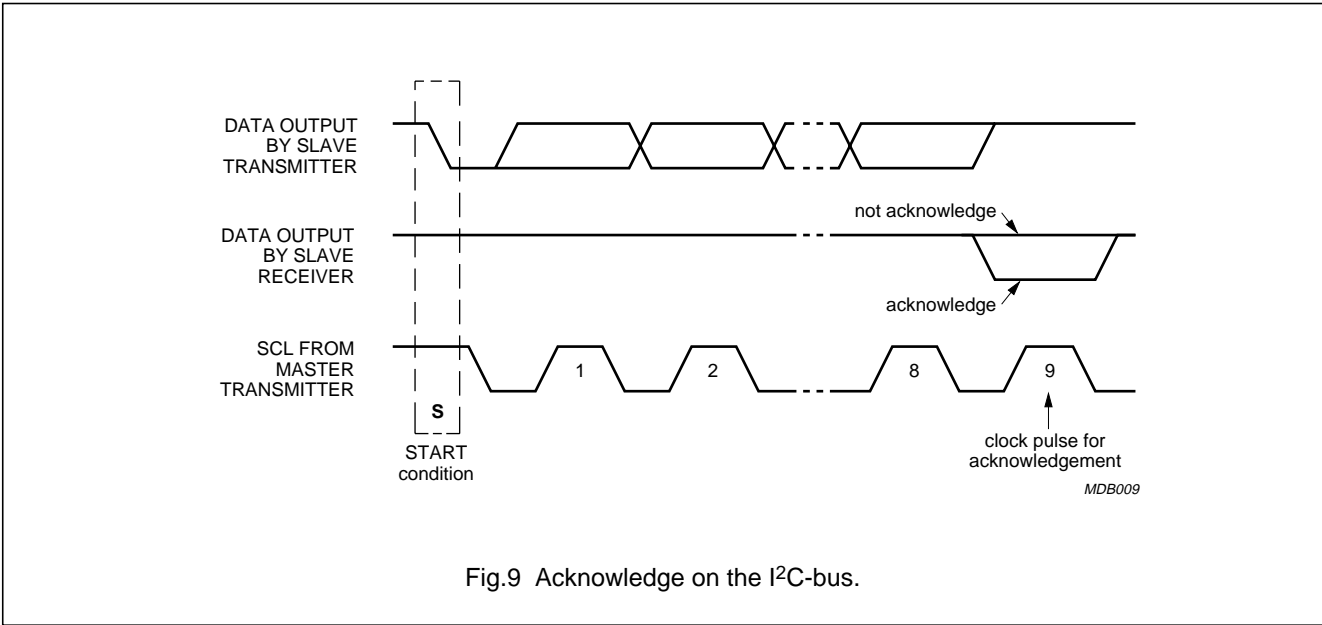 DATA OUTPUT
BY SLAVE
TRANSMITTER
not acknowledge
DATA OUTPUT
BY SLAVE
RECEIVER
acknowledge
SCL FROM
MASTER
TRANSMITTER
1
2
8
9
S
START
condition
clock pulse for
acknowledgement
MDB009
Fig.9 Acknowledge on the I²C-bus.